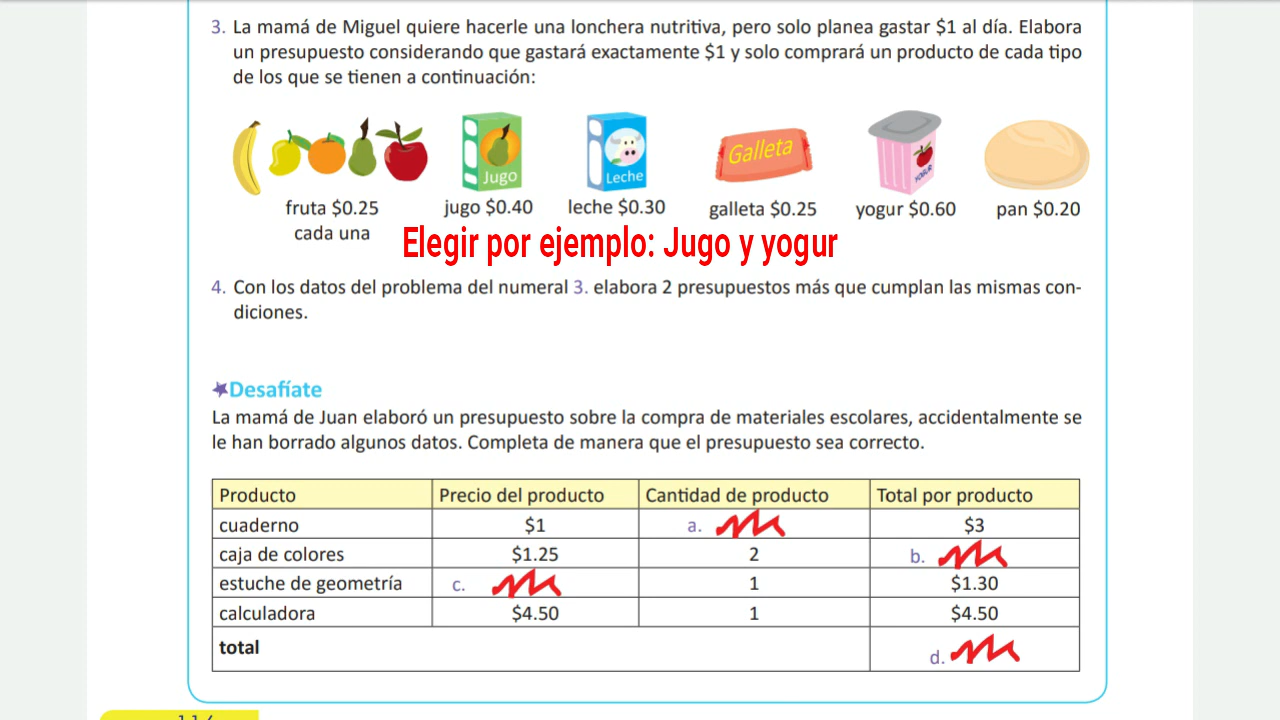 3. La mamá de Miguel quiere hacerle una lonchera nutritiva, pero solo planea gastar $1 al día. Elabora
un presupuesto considerando que gastará exactamente $1 y solo comprará un producto de cada tipo
de los que se tienen a continuación:
Jugo
Leche
Galleta
YOGUR
fruta $0.25
cada una
jugo $0.40
leche $0.30
galleta $0.25
yogur $0.60
pan $0.20
Elegir por ejemplo: Jugo y yogur
4. Con los datos del problema del numeral 3. elabora 2 presupuestos más que cumplan las mismas con-
diciones.
Desafíate
La mamá de Juan elaboró un presupuesto sobre la compra de materiales escolares, accidentalmente se
le han borrado algunos datos. Completa de manera que el presupuesto sea correcto.
Producto Precio del producto Cantidad de producto Total por producto
cuaderno $1 a. $3
caja de colores $1.25 2 b.
estuche de geometría c. 1 $1.30
calculadora $4.50 1 $4.50
total d.